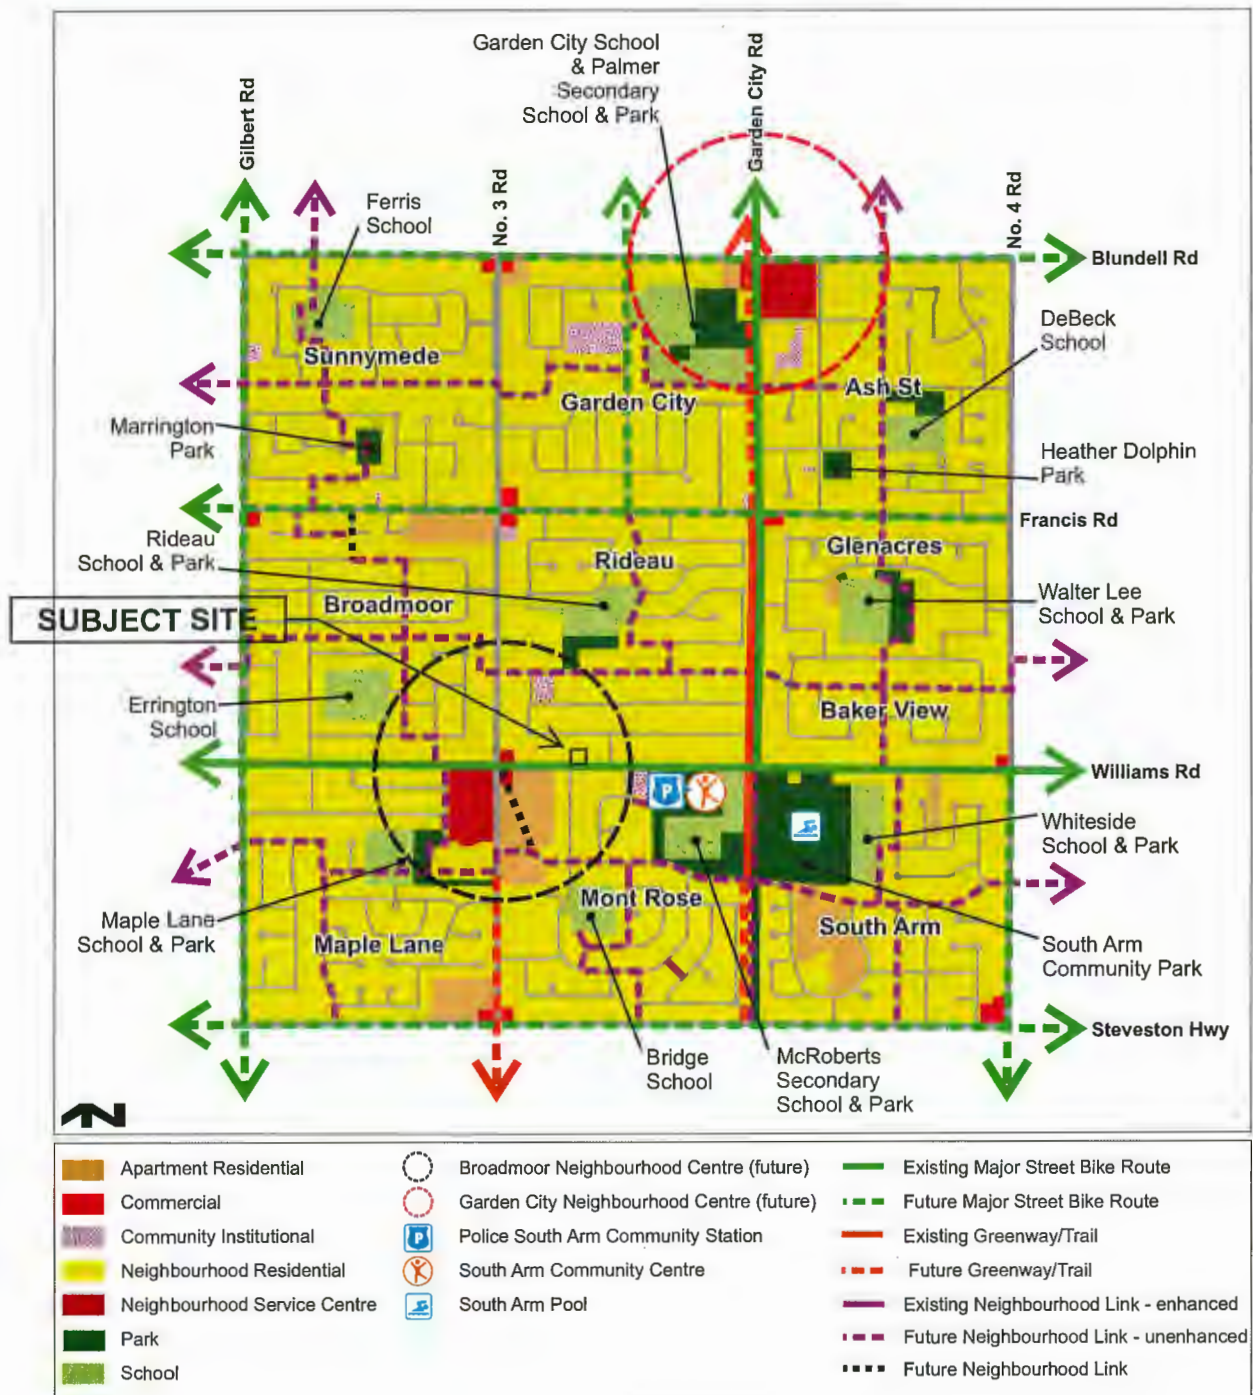 Garden City School
& Palmer
Secondary
School & Park
Garden City Rd
Gilbert Rd
Ferris
School
No. 3 Rd
No. 4 Rd
Blundell Rd
DeBeck
School
Sunnymede
Ash St
Garden City
Marrington
Park
Heather Dolphin
Park
Francis Rd
Rideau
School & Park
Rideau
Glenacres
Walter Lee
School & Park
Broadmoor
SUBJECT SITE
Errington
School
Baker View
Williams Rd
P
Whiteside
School & Park
Maple Lane
School & Park
Mont Rose
Maple Lane
South Arm
South Arm
Community Park
Steveston Hwy
Bridge
School
McRoberts
Secondary
School & Park
N
Apartment Residential
Commercial
Community Institutional
Neighbourhood Residential
Neighbourhood Service Centre
Park
School
Broadmoor Neighbourhood Centre (future)
Garden City Neighbourhood Centre (future)
P
Police South Arm Community Station
South Arm Community Centre
South Arm Pool
Existing Major Street Bike Route
Future Major Street Bike Route
Existing Greenway/Trail
Future Greenway/Trail
Existing Neighbourhood Link - enhanced
Future Neighbourhood Link - unenhanced
Future Neighbourhood Link